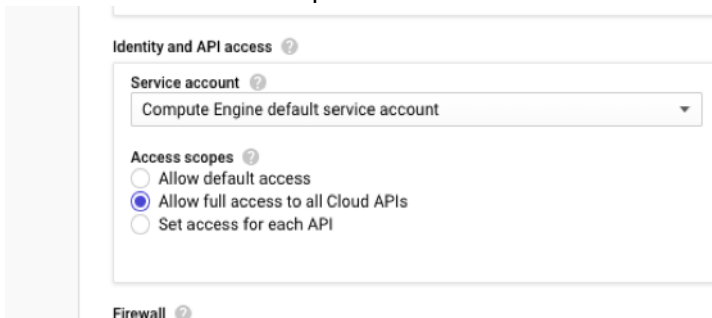 Identity and API access
Service account
Compute Engine default service account
Access scopes
Allow default access
Allow full access to all Cloud APIs
Set access for each API
Firewall